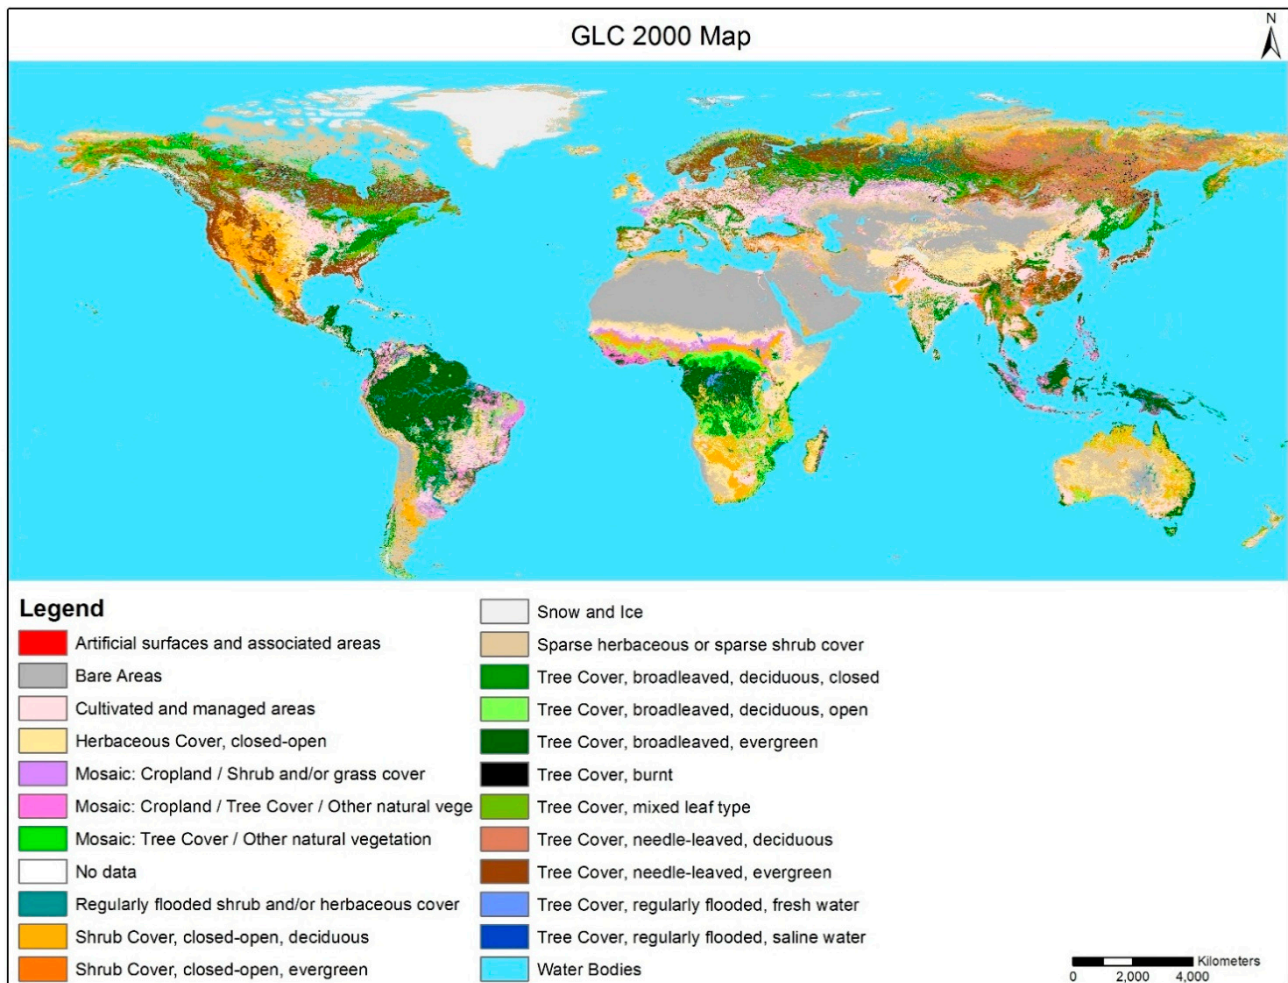 GLC 2000 Map
N
Legend
Artificial surfaces and associated areas
Bare Areas
Cultivated and managed areas
Herbaceous Cover, closed-open
Mosaic: Cropland / Shrub and/or grass cover
Mosaic: Cropland / Tree Cover / Other natural vege
Mosaic: Tree Cover / Other natural vegetation
No data
Regularly flooded shrub and/or herbaceous cover
Shrub Cover, closed-open, deciduous
Shrub Cover, closed-open, evergreen
Snow and Ice
Sparse herbaceous or sparse shrub cover
Tree Cover, broadleaved, deciduous, closed
Tree Cover, broadleaved, deciduous, open
Tree Cover, broadleaved, evergreen
Tree Cover, burnt
Tree Cover, mixed leaf type
Tree Cover, needle-leaved, deciduous
Tree Cover, needle-leaved, evergreen
Tree Cover, regularly flooded, fresh water
Tree Cover, regularly flooded, saline water
Water Bodies
Kilometers
0 2,000 4,000